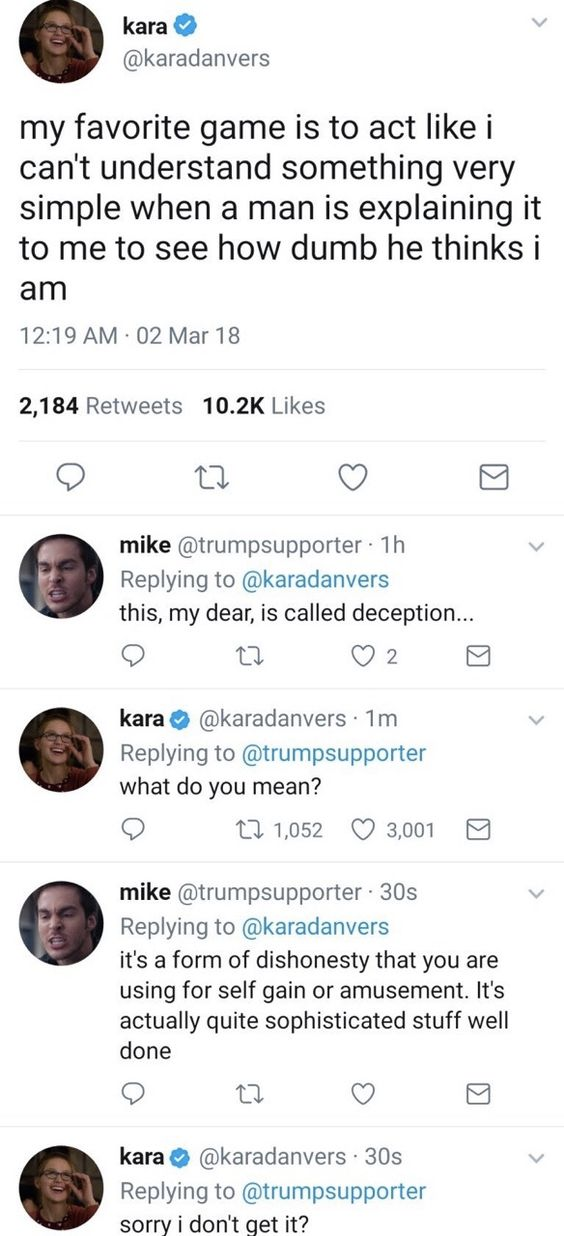 kara
@karadanvers
my favorite game is to act like i
can't understand something very
simple when a man is explaining it
to me to see how dumb he thinks i
am
12:19 AM · 02 Mar 18
2,184 Retweets 10.2K Likes
mike @trumpsupporter · 1h
Replying to @karadanvers
this, my dear, is called deception...
2
kara @karadanvers · 1m
Replying to @trumpsupporter
what do you mean?
1,052 3,001
mike @trumpsupporter · 30s
Replying to @karadanvers
it's a form of dishonesty that you are
using for self gain or amusement. It's
actually quite sophisticated stuff well
done
kara @karadanvers · 30s
Replying to @trumpsupporter
sorry i don't get it?